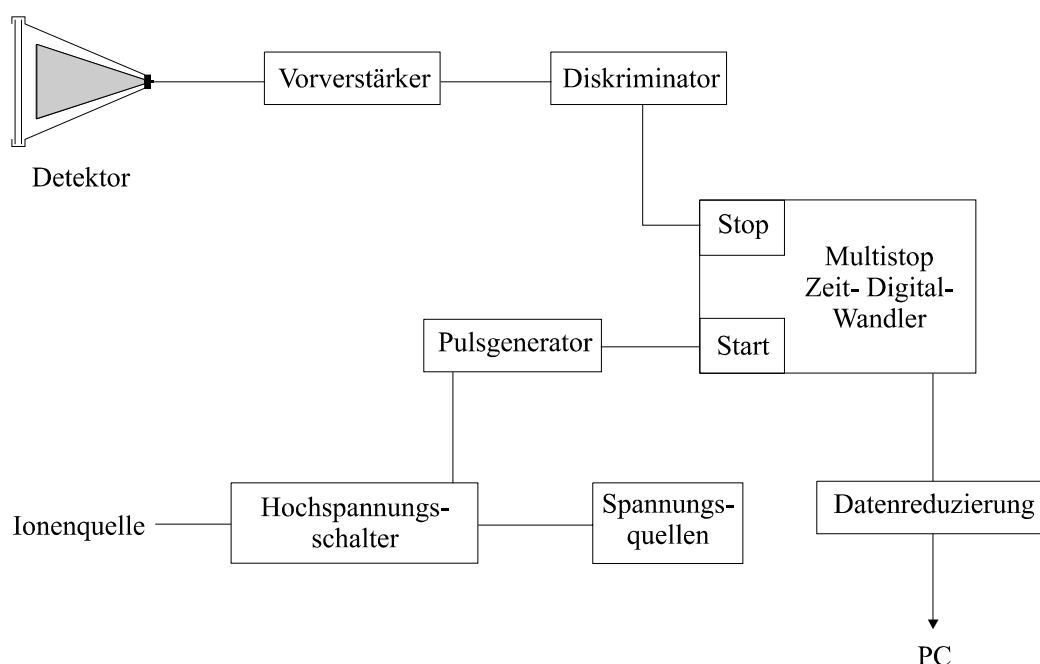 Vorverstärker
Diskriminator
Detektor
Stop
Multistop
Zeit- Digital-
Wandler
Pulsgenerator
Start
Ionenquelle
Hochspannungs-
schalter
Spannungs-
quellen
Datenreduzierung
PC